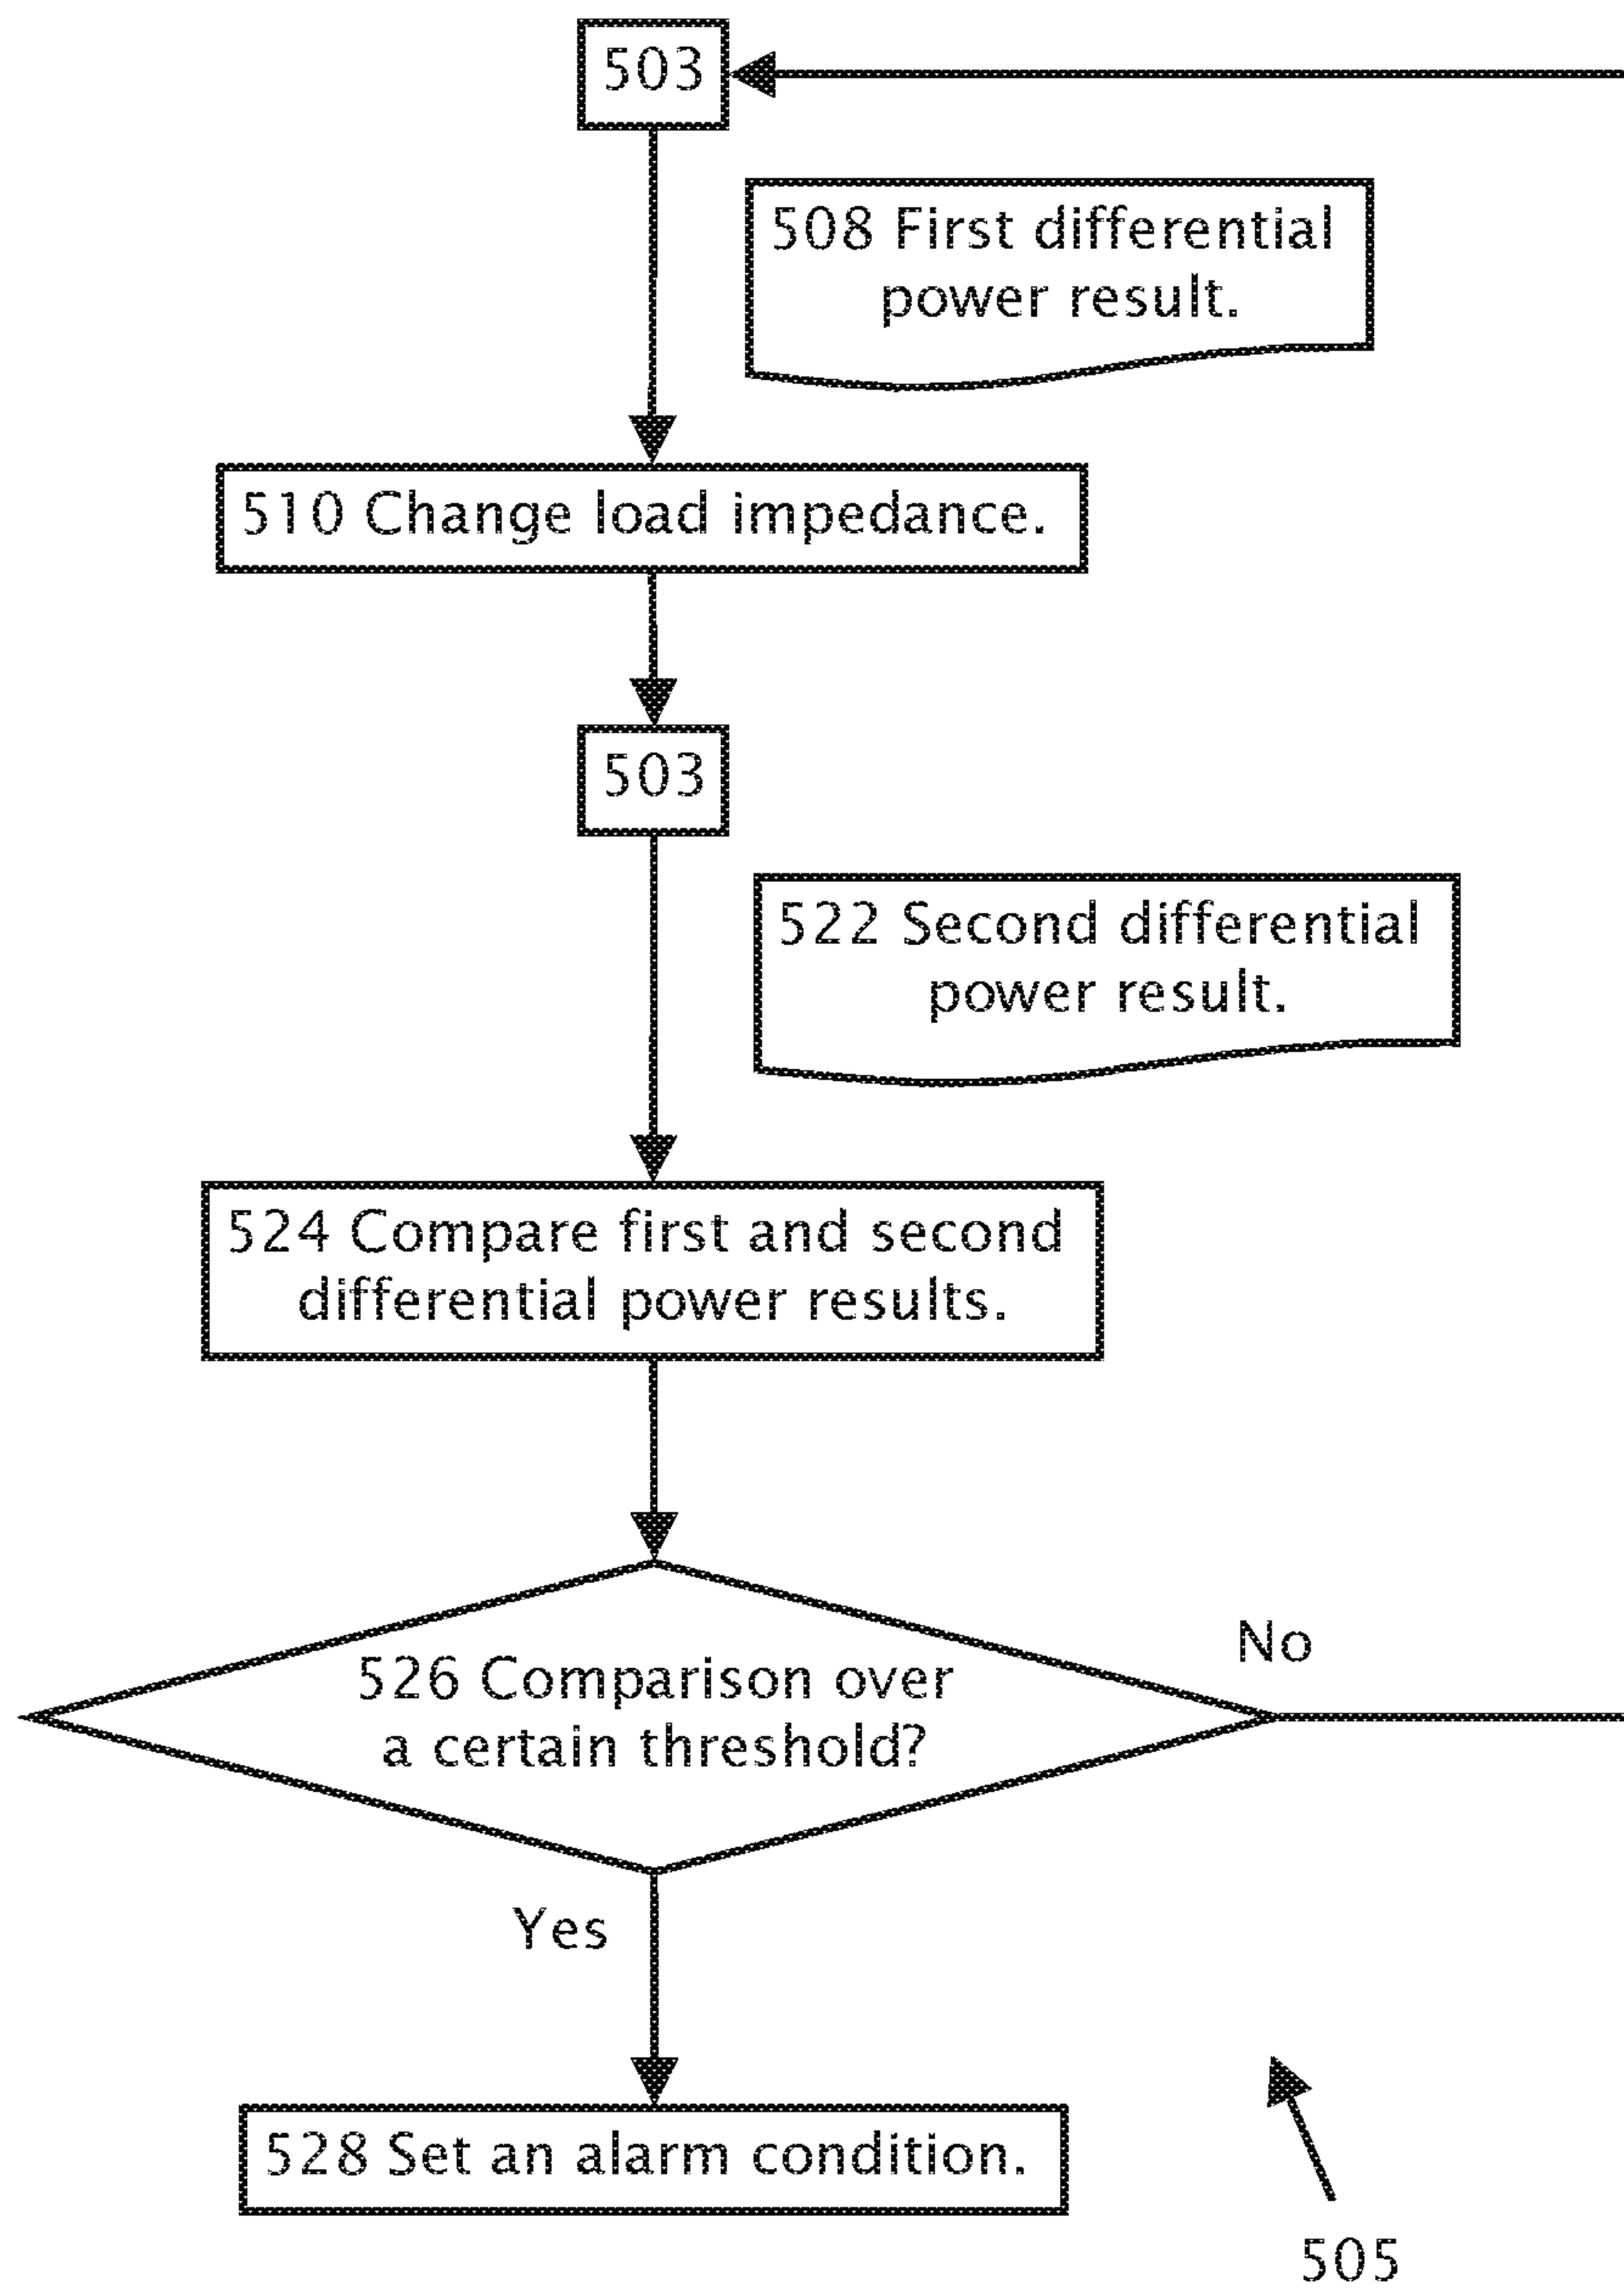 503
508 First differential
power result.
510 Change load impedance.
503
522 Second differential
power result.
524 Compare first and second
differential power results.
526 Comparison over
a certain threshold?
No
Yes
528 Set an alarm condition.
505